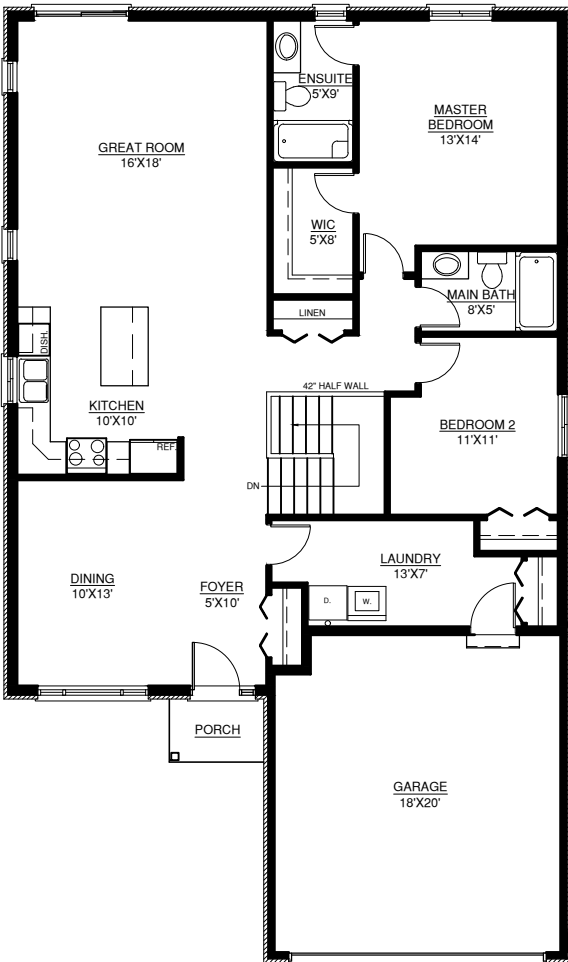 ENSUITE
5'X9'
MASTER
BEDROOM
13'X14'
GREAT ROOM
16'X18'
WIC
5'X8'
MAIN BATH
8'X5'
LINEN
DISH.
42" HALF WALL
KITCHEN
10'X10'
REF.
BEDROOM 2
11'X11'
DN
LAUNDRY
13'X7'
DINING
10'X13'
FOYER
5'X10'
D.
W.
PORCH
GARAGE
18'X20'